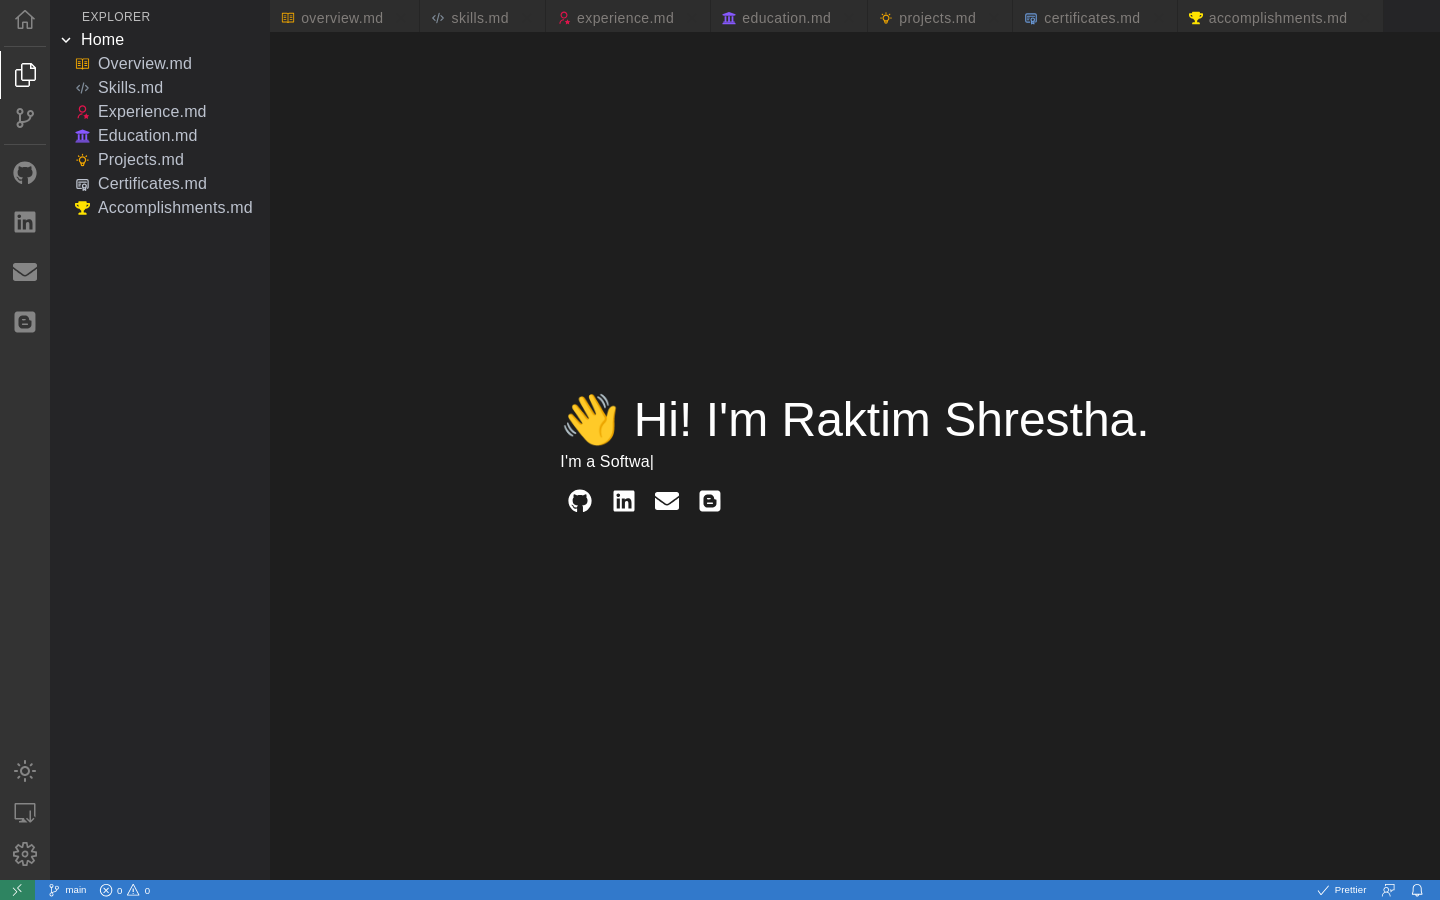 EXPLORER
Home
Overview.md
Skills.md
Experience.md
Education.md
Projects.md
Certificates.md
Accomplishments.md
overview.md
skills.md
experience.md
education.md
projects.md
certificates.md
accomplishments.md
👋 Hi! I'm Raktim Shrestha.
I'm a Softwa|
main
0
0
Prettier